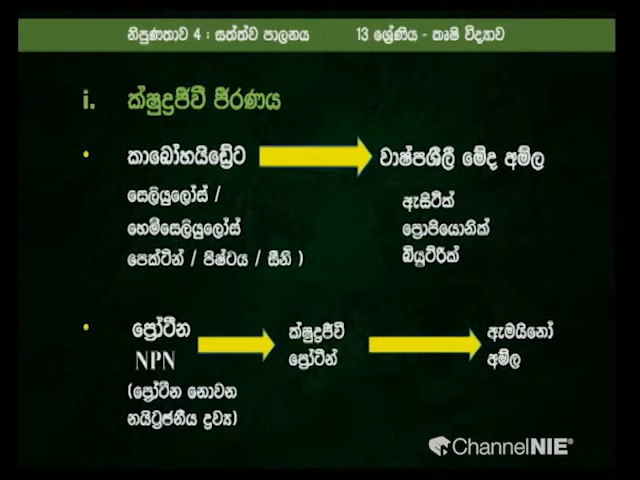 නිපුණතාව 4 : සත්ත්ව පාලනය 13 ශ්‍රේණිය - කෘෂි විද්‍යාව
i. ක්ෂුද්‍රජීවී ජීරණය
• කාබෝහයිඩ්‍රේට වාෂ්පශීලී මේද අම්ල
සෙලියුලෝස් /
හෙමිසෙලියුලෝස්
පෙක්ටින් / පිෂ්ටය / සීනි )
ඇසිටික්
ප්‍රොපියොනික්
බියුටිරික්
• ප්‍රෝටීන
NPN
(ප්‍රෝටීන නොවන
නයිට්‍රජනීය ද්‍රව්‍ය)
ක්ෂුද්‍රජීවී
ප්‍රෝටීන්
ඇමයිනෝ
අම්ල
ChannelNIE